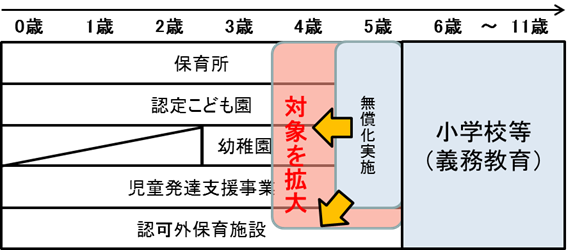 0歳 1歳 2歳 3歳 4歳 5歳 6歳 ～ 11歳
保育所
認定こども園
幼稚園
児童発達支援事業
認可外保育施設
対象を拡大
無償化実施
小学校等
（義務教育）